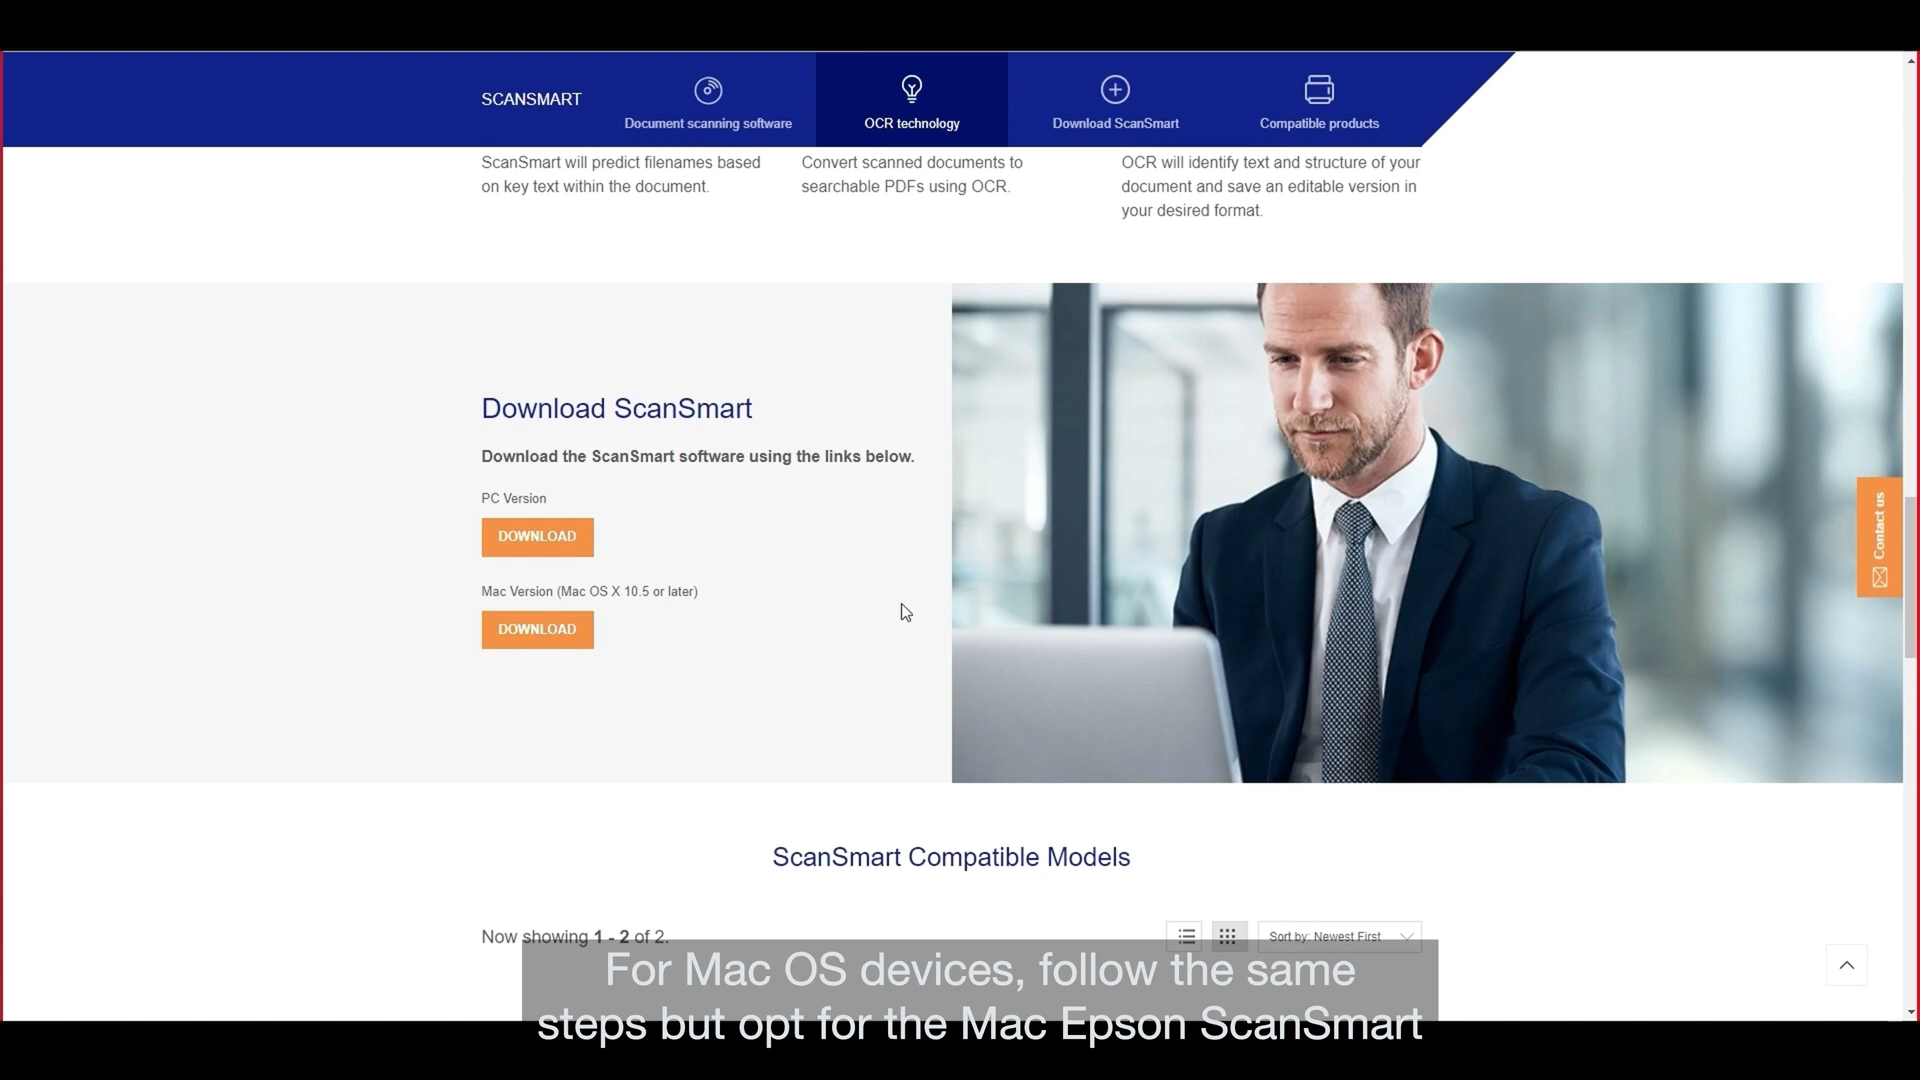 SCANSMART
Document scanning software
OCR technology
Download ScanSmart
Compatible products
ScanSmart will predict filenames based
on key text within the document.
Convert scanned documents to
searchable PDFs using OCR.
OCR will identify text and structure of your
document and save an editable version in
your desired format.
Download ScanSmart
Download the ScanSmart software using the links below.
PC Version
DOWNLOAD
Mac Version (Mac OS X 10.5 or later)
DOWNLOAD
Contact us
ScanSmart Compatible Models
Now showing 1 - 2 of 2.
Sort by: Newest First
For Mac OS devices, follow the same
steps but opt for the Mac Epson ScanSmart